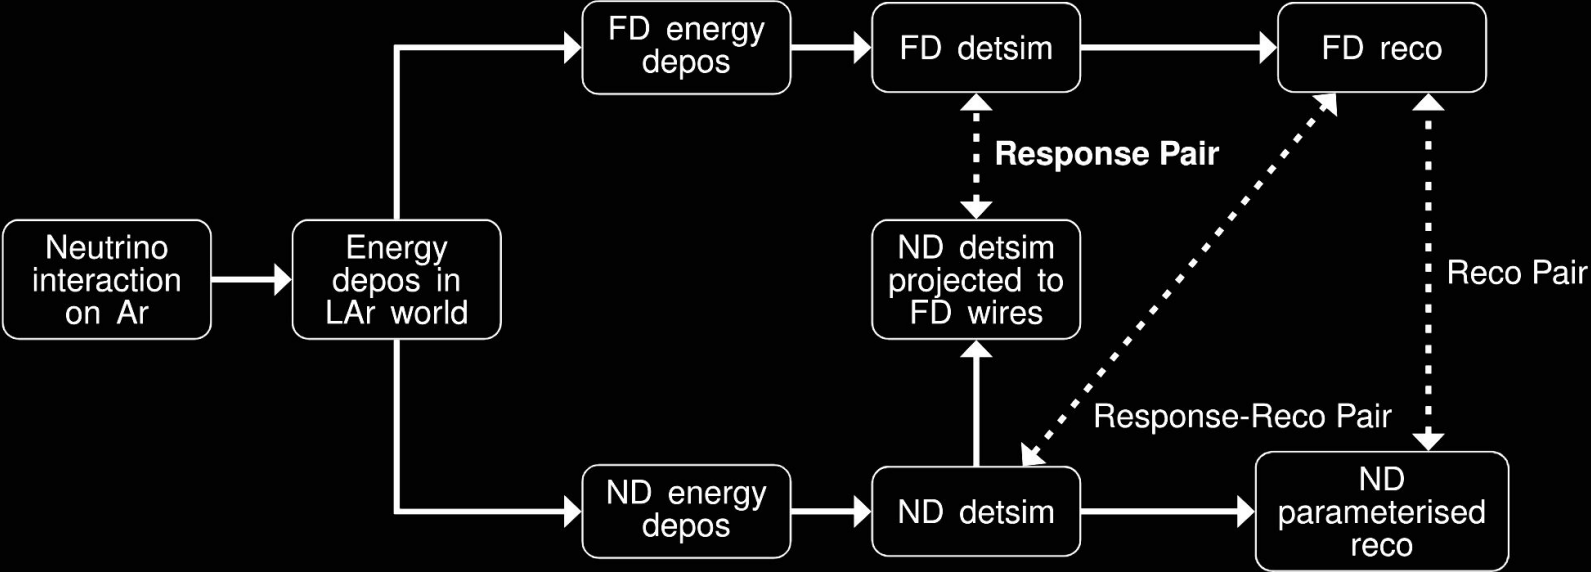 FD energy
depos
FD detsim
FD reco
Response Pair
Neutrino
interaction
on Ar
Energy
depos in
LAr world
ND detsim
projected to
FD wires
Reco Pair
Response-Reco Pair
ND energy
depos
ND detsim
ND
parameterised
reco